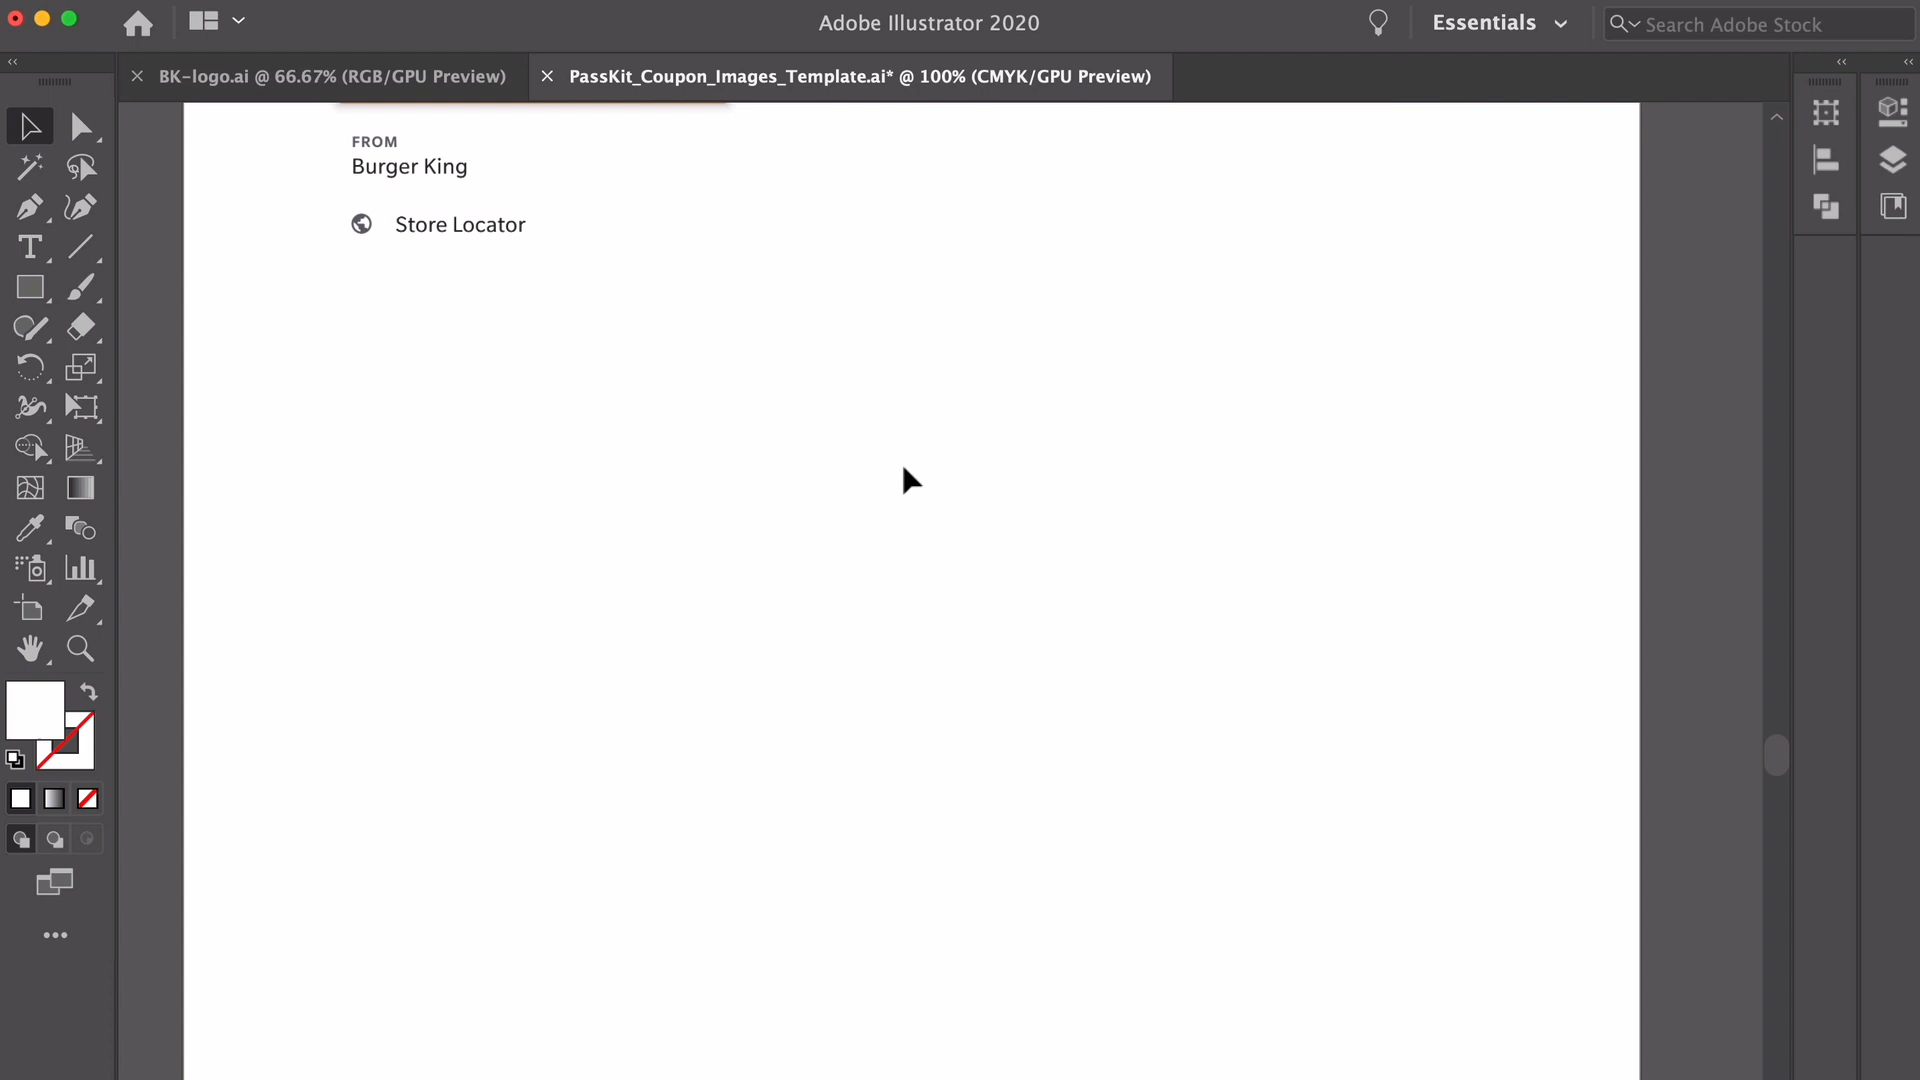 Adobe Illustrator 2020
Essentials
Search Adobe Stock
BK-logo.ai @ 66.67% (RGB/GPU Preview)
PassKit_Coupon_Images_Template.ai* @ 100% (CMYK/GPU Preview)
FROM
Burger King
Store Locator